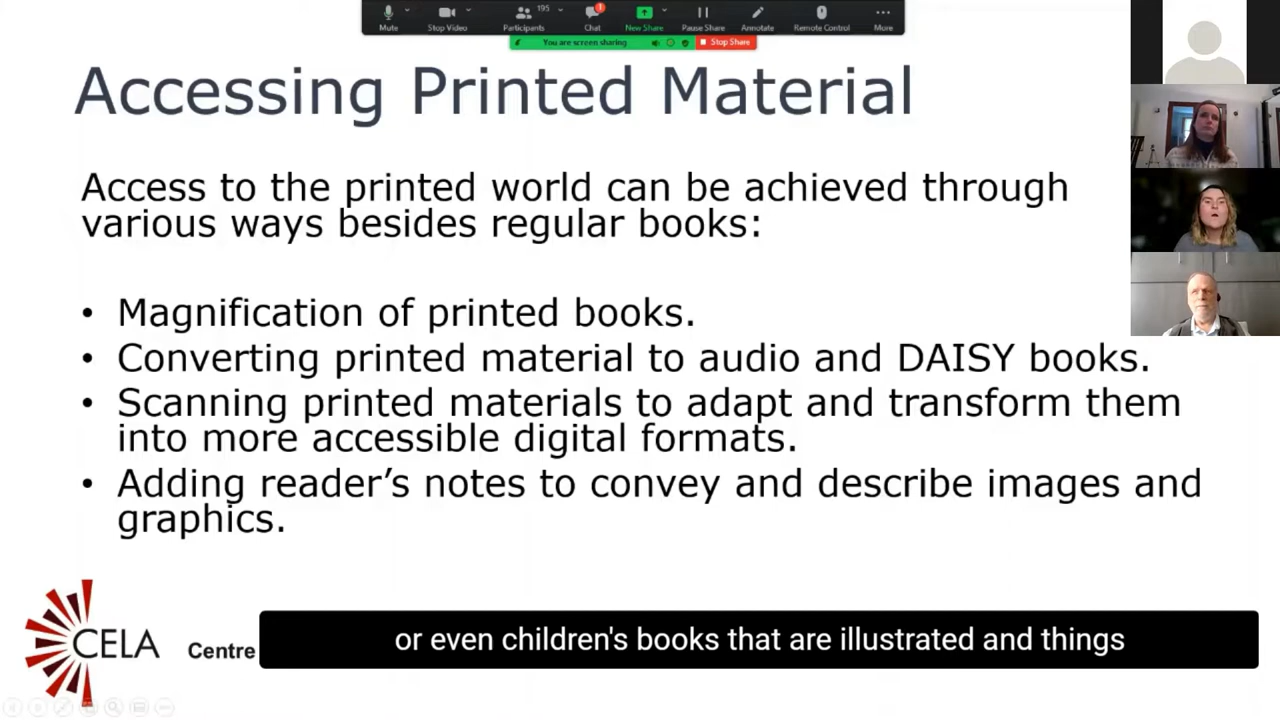 195
1
Mute
Stop Video
Participants
Chat
New Share
Pause Share
Annotate
Remote Control
More
You are screen sharing
Stop Share
Accessing Printed Material
Access to the printed world can be achieved through
various ways besides regular books:
• Magnification of printed books.
• Converting printed material to audio and DAISY books.
• Scanning printed materials to adapt and transform them
into more accessible digital formats.
• Adding reader’s notes to convey and describe images and
graphics.
CELA
Centre
or even children's books that are illustrated and things